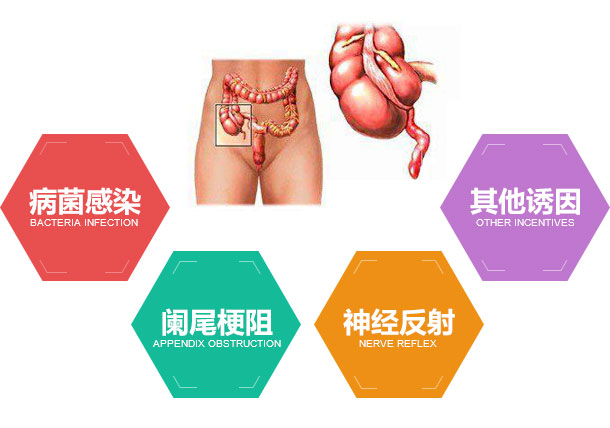 病菌感染
BACTERIA INFECTION
其他诱因
OTHER INCENTIVES
阑尾梗阻
APPENDIX OBSTRUCTION
神经反射
NERVE REFLEX